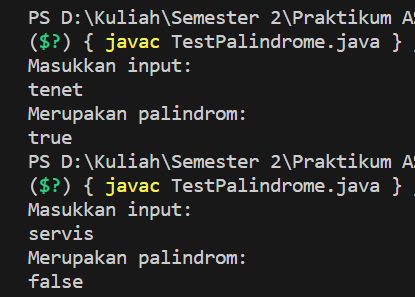 PS D:\Kuliah\Semester 2\Praktikum AS
($?) { javac TestPalindrome.java }
Masukkan input:
tenet
Merupakan palindrom:
true
PS D:\Kuliah\Semester 2\Praktikum AS
($?) { javac TestPalindrome.java }
Masukkan input:
servis
Merupakan palindrom:
false